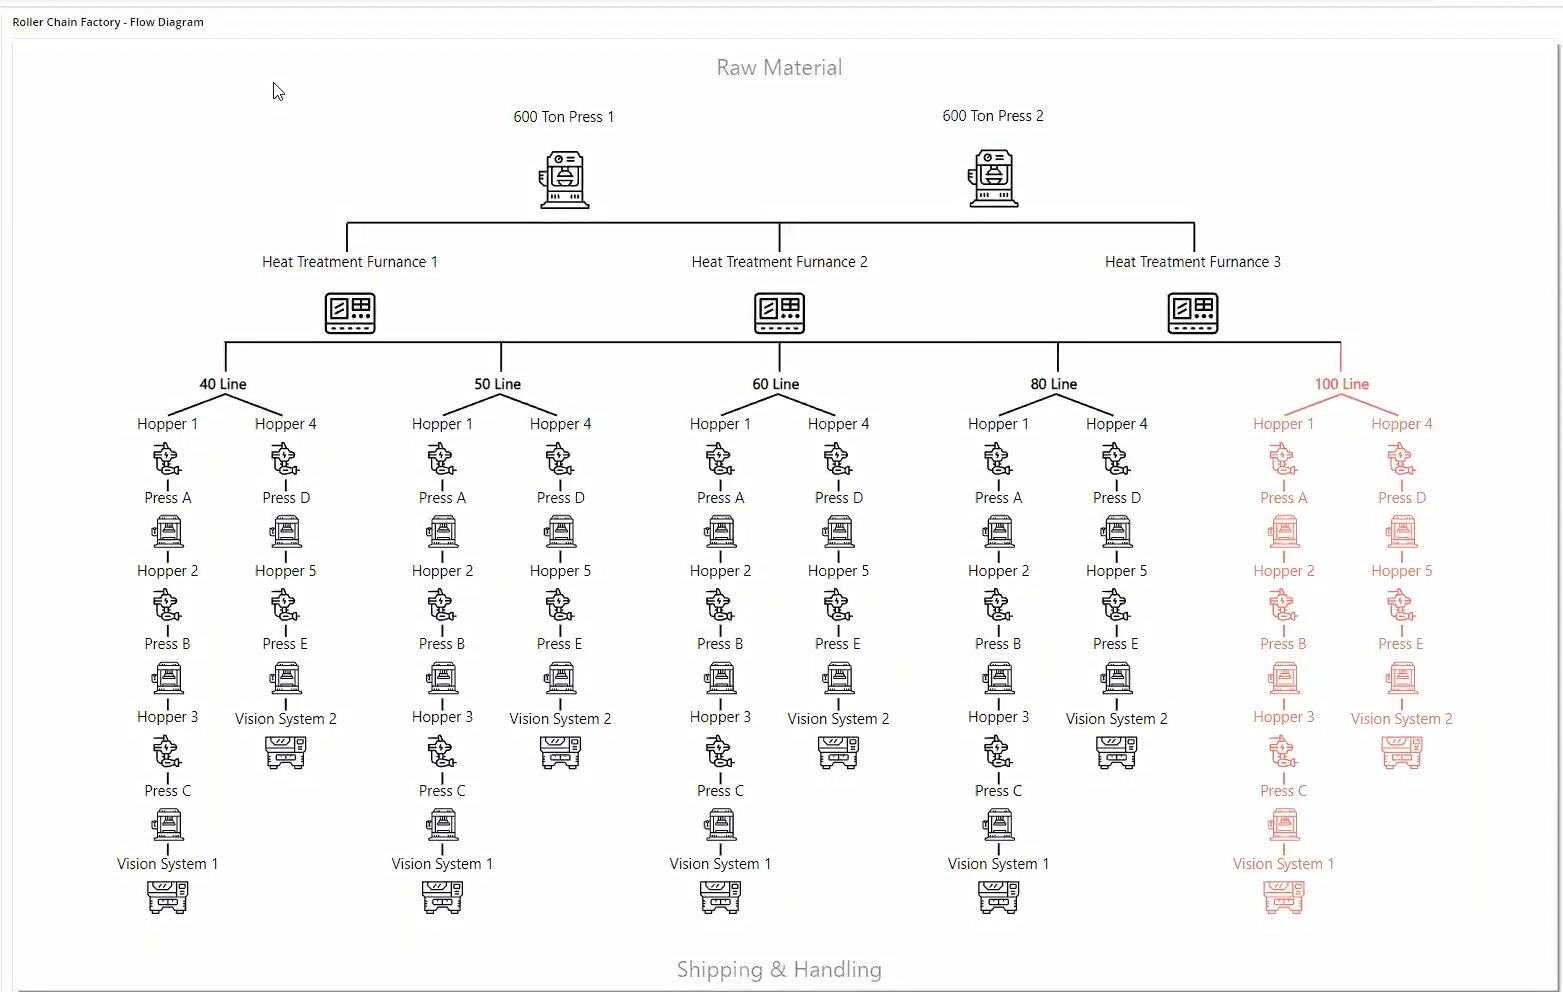 Roller Chain Factory - Flow Diagram
Raw Material
600 Ton Press 1
600 Ton Press 2
Heat Treatment Furnance 1
Heat Treatment Furnance 2
Heat Treatment Furnance 3
40 Line
50 Line
60 Line
80 Line
100 Line
Hopper 1
Hopper 4
Hopper 1
Hopper 4
Hopper 1
Hopper 4
Hopper 1
Hopper 4
Hopper 1
Hopper 4
Press A
Press D
Press A
Press D
Press A
Press D
Press A
Press D
Press A
Press D
Hopper 2
Hopper 5
Hopper 2
Hopper 5
Hopper 2
Hopper 5
Hopper 2
Hopper 5
Hopper 2
Hopper 5
Press B
Press E
Press B
Press E
Press B
Press E
Press B
Press E
Press B
Press E
Hopper 3
Vision System 2
Hopper 3
Vision System 2
Hopper 3
Vision System 2
Hopper 3
Vision System 2
Hopper 3
Vision System 2
Press C
Press C
Press C
Press C
Press C
Vision System 1
Vision System 1
Vision System 1
Vision System 1
Vision System 1
Shipping & Handling